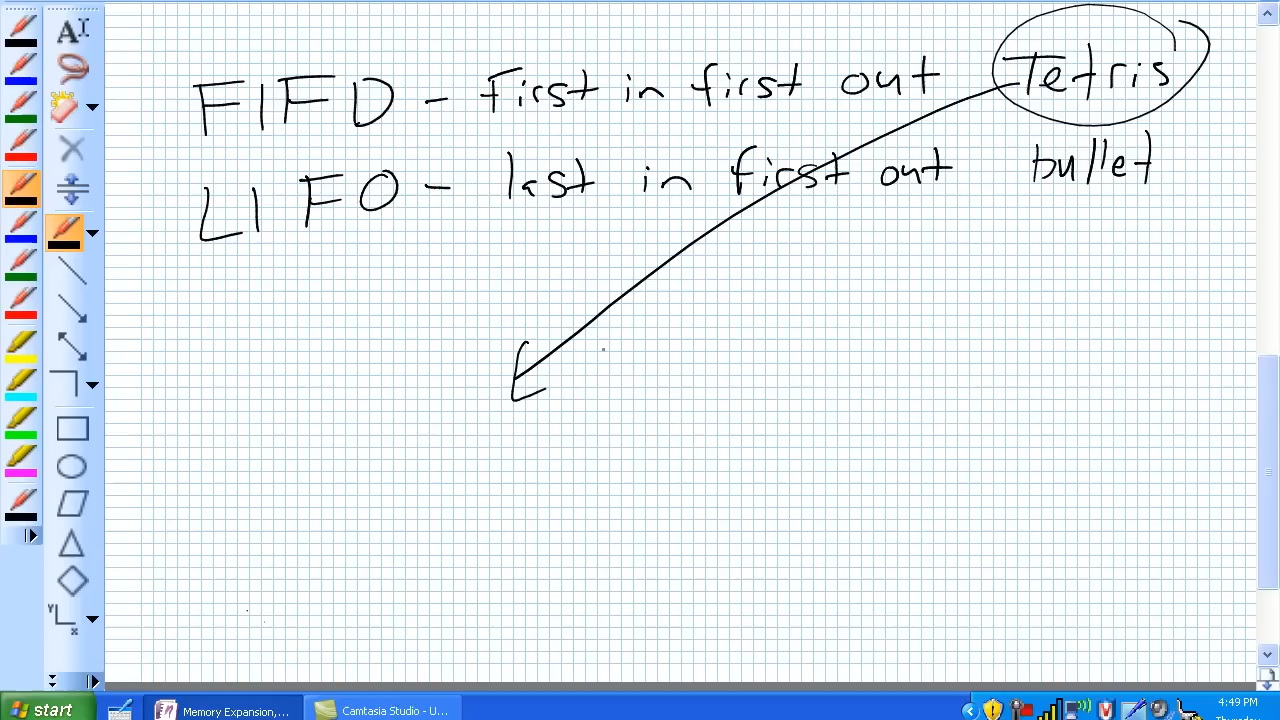 FIFO - first in first out Tetris
LIFO - last in first out bullet
start
Memory Expansion,...
Camtasia Studio - U...
4:49 PM
Thursday